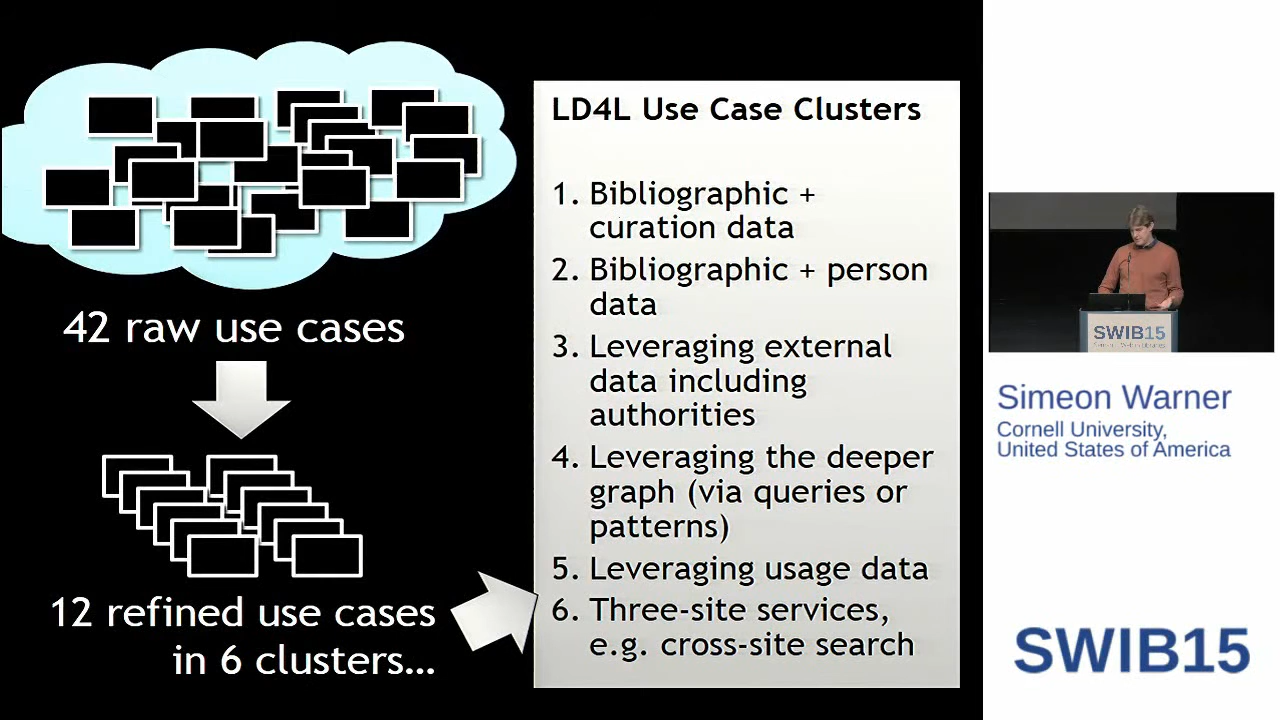 42 raw use cases
12 refined use cases
in 6 clusters...
LD4L Use Case Clusters
1. Bibliographic +
curation data
2. Bibliographic + person
data
3. Leveraging external
data including
authorities
4. Leveraging the deeper
graph (via queries or
patterns)
5. Leveraging usage data
6. Three-site services,
e.g. cross-site search
SWIB15
Simeon Warner
Cornell University,
United States of America
SWIB15